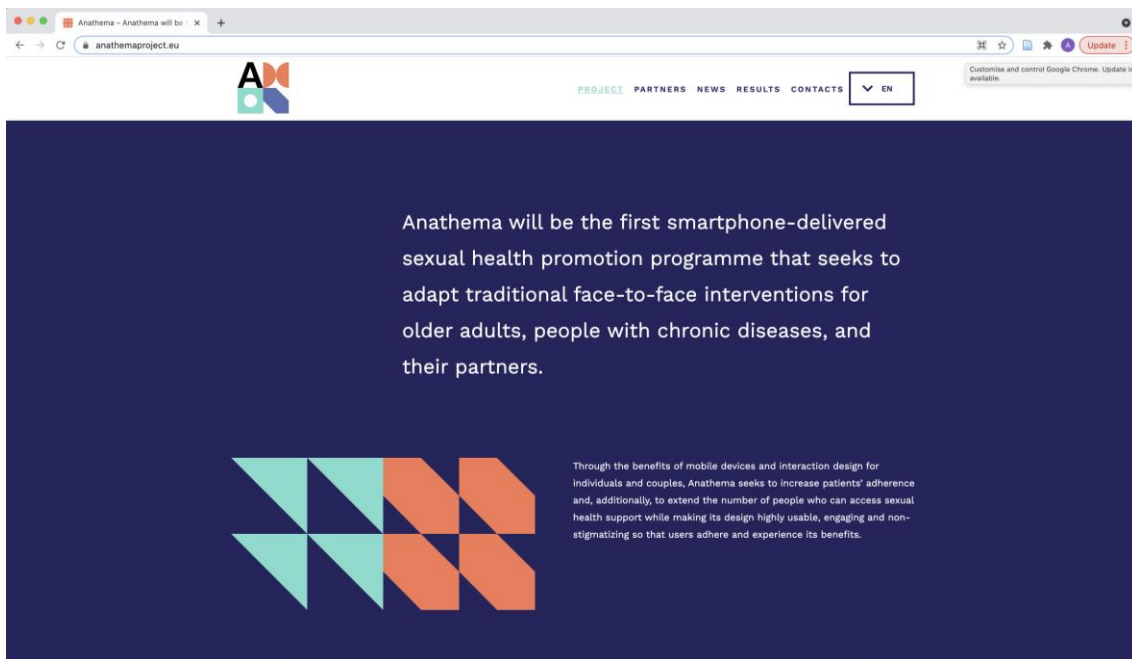 Anathema – Anathema will be
anathemaproject.eu
A
Update
Customise and control Google Chrome. Update is
available.
A
PROJECT PARTNERS NEWS RESULTS CONTACTS EN
Anathema will be the first smartphone-delivered
sexual health promotion programme that seeks to
adapt traditional face-to-face interventions for
older adults, people with chronic diseases, and
their partners.
Through the benefits of mobile devices and interaction design for
individuals and couples, Anathema seeks to increase patients' adherence
and, additionally, to extend the number of people who can access sexual
health support while making its design highly usable, engaging and non-
stigmatizing so that users adhere and experience its benefits.